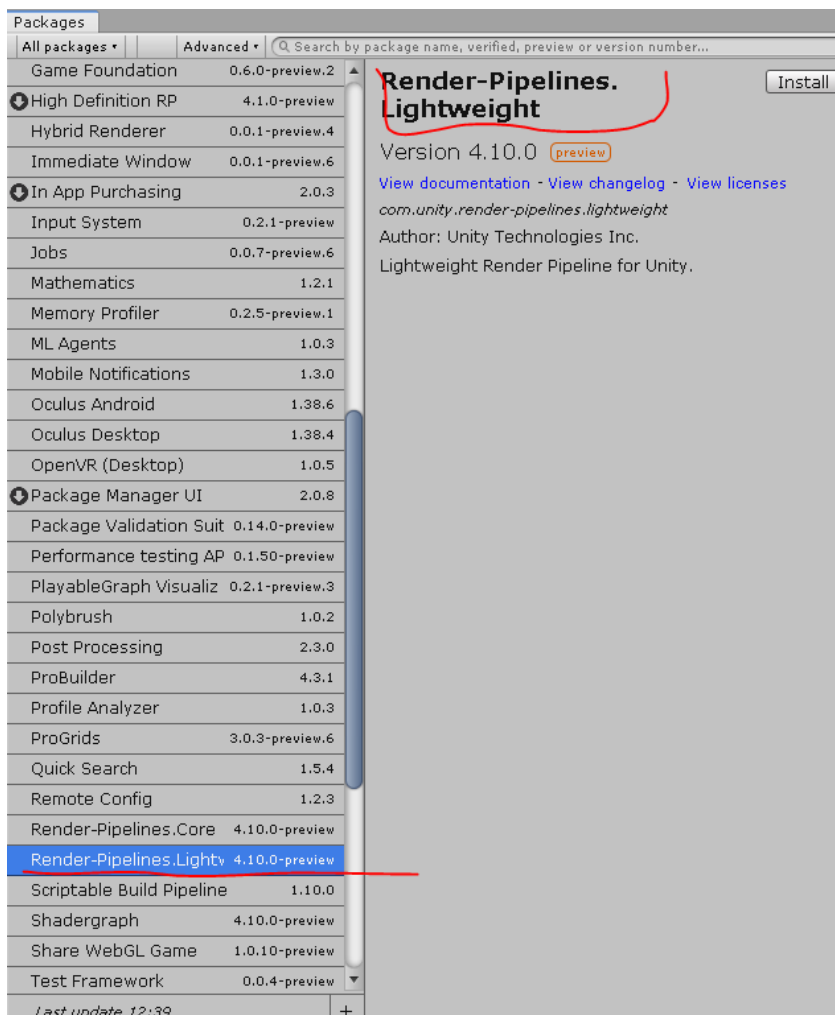 Packages
All packages ▾ Advanced ▾ Search by package name, verified, preview or version number...
Game Foundation 0.6.0-preview.2
High Definition RP 4.1.0-preview
Hybrid Renderer 0.0.1-preview.4
Immediate Window 0.0.1-preview.6
In App Purchasing 2.0.3
Input System 0.2.1-preview
Jobs 0.0.7-preview.6
Mathematics 1.2.1
Memory Profiler 0.2.5-preview.1
ML Agents 1.0.3
Mobile Notifications 1.3.0
Oculus Android 1.38.6
Oculus Desktop 1.38.4
OpenVR (Desktop) 1.0.5
Package Manager UI 2.0.8
Package Validation Suit 0.14.0-preview
Performance testing AP 0.1.50-preview
PlayableGraph Visualiz 0.2.1-preview.3
Polybrush 1.0.2
Post Processing 2.3.0
ProBuilder 4.3.1
Profile Analyzer 1.0.3
ProGrids 3.0.3-preview.6
Quick Search 1.5.4
Remote Config 1.2.3
Render-Pipelines.Core 4.10.0-preview
Render-Pipelines.Lightv 4.10.0-preview
Scriptable Build Pipeline 1.10.0
Shadergraph 4.10.0-preview
Share WebGL Game 1.0.10-preview
Test Framework 0.0.4-preview
Last update 12:39 +
Render-Pipelines.
Lightweight
Install
Version 4.10.0 preview
View documentation - View changelog - View licenses
com.unity.render-pipelines.lightweight
Author: Unity Technologies Inc.
Lightweight Render Pipeline for Unity.